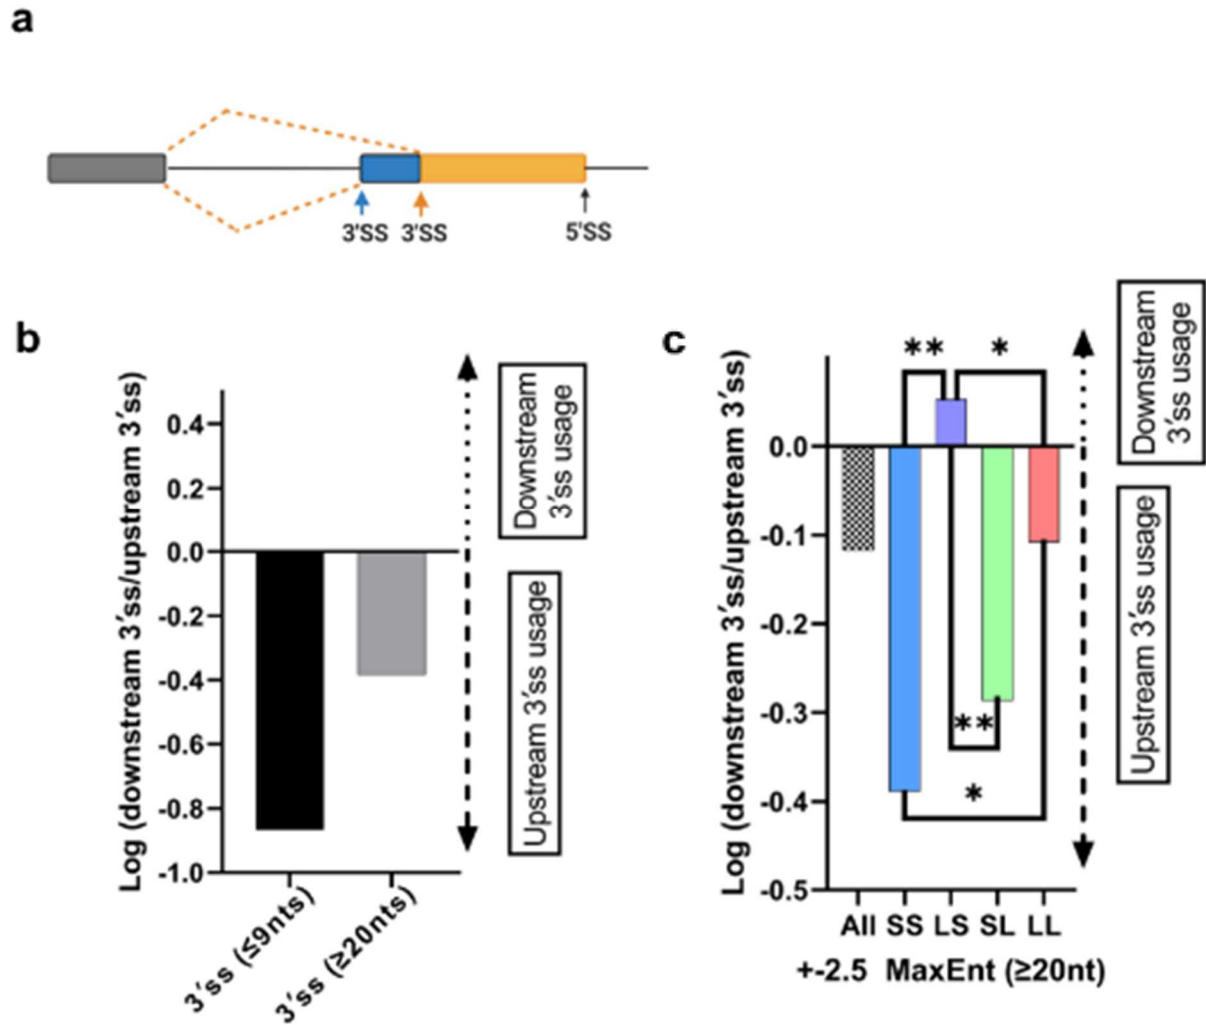 a
3′SS 3′SS 5′SS
b
Log (downstream 3′ss/upstream 3′ss)
0.4
0.2
0.0
-0.2
-0.4
-0.6
-0.8
-1.0
3′ss (≤9nts)
3′ss (≥20nts)
Downstream
3′ss usage
Upstream 3′ss usage
c
Log (downstream 3′ss/upstream 3′ss)
0.0
-0.1
-0.2
-0.3
-0.4
-0.5
** *
**
*
All SS LS SL LL
+-2.5 MaxEnt (≥20nt)
Downstream
3′ss usage
Upstream 3′ss usage